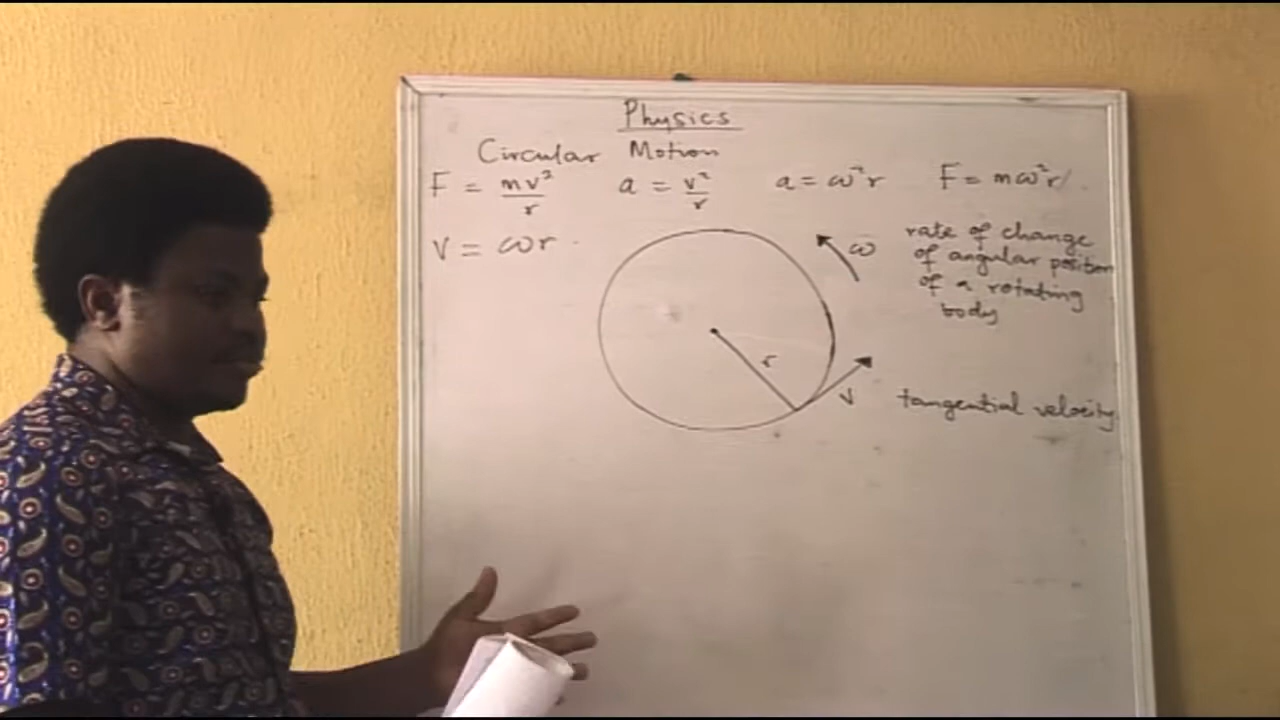 Physics
Circular Motion
F = mv²/r a = v²/r a = ω²r F = mω²r
V = ωr
ω
rate of change
of angular position
of a rotating
body
r
v
tangential velocity